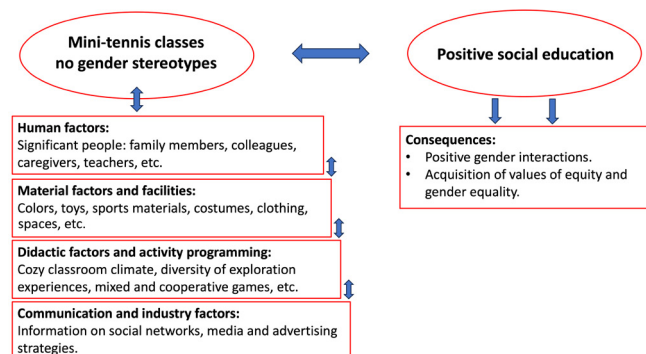 Mini-tennis classes
no gender stereotypes
Positive social education
Human factors:
Significant people: family members, colleagues,
caregivers, teachers, etc.
Material factors and facilities:
Colors, toys, sports materials, costumes, clothing,
spaces, etc.
Didactic factors and activity programming:
Cozy classroom climate, diversity of exploration
experiences, mixed and cooperative games, etc.
Communication and industry factors:
Information on social networks, media and advertising
strategies.
Consequences:
• Positive gender interactions.
• Acquisition of values of equity and
gender equality.